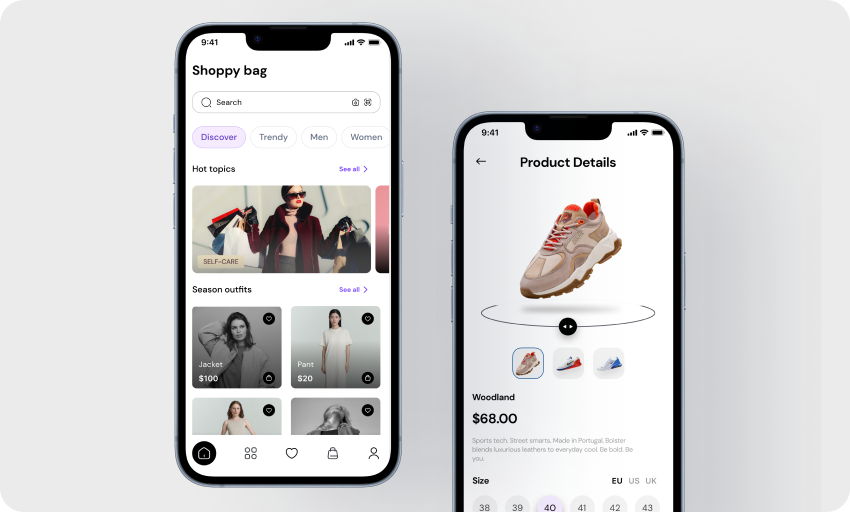 9:41
Shoppy bag
Search
Discover Trendy Men Women
Hot topics See all
SELF-CARE
Season outfits See all
Jacket
$100
Pant
$20
9:41
Product Details
Woodland
$68.00
Sports tech. Street smarts. Made in Portugal. Bolster
blends luxurious leathers to everyday cool. Be bold. Be
you.
Size EU US UK
38 39 40 41 42 43